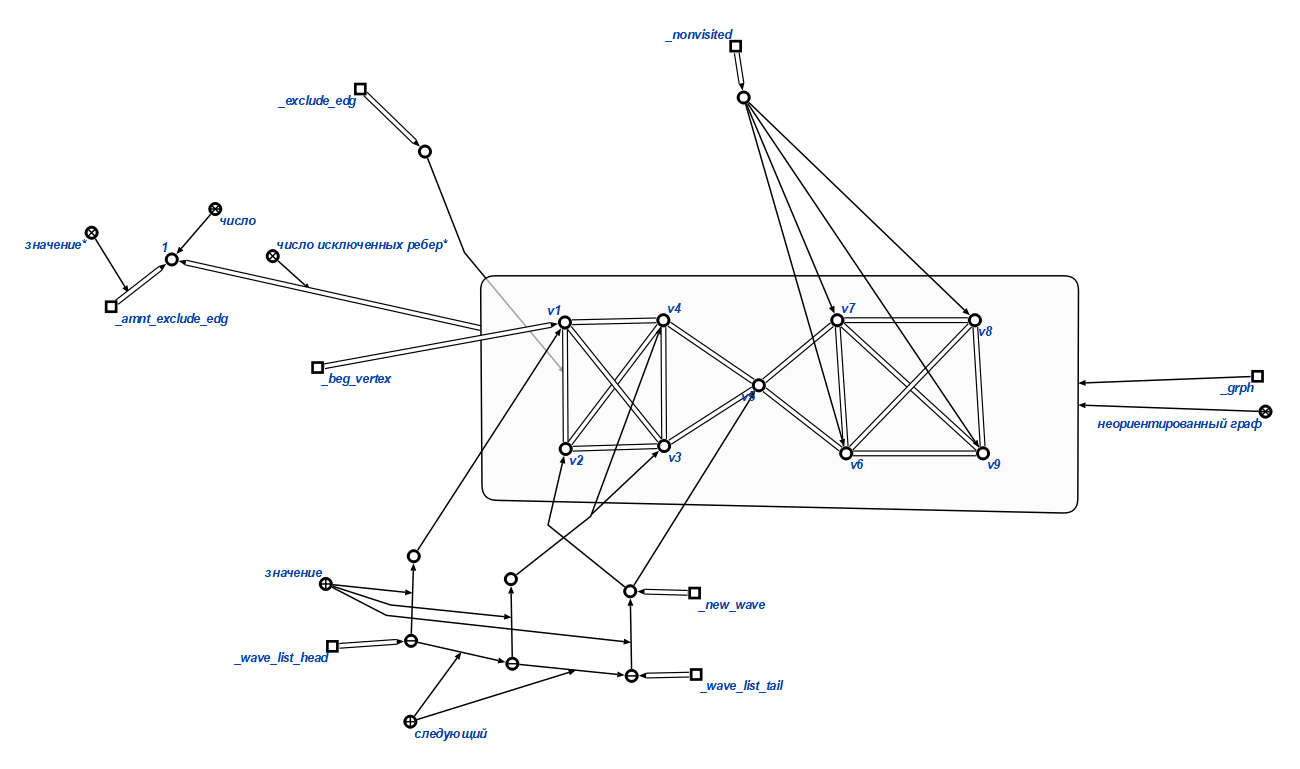 _nonvisited
_exclude_edg
число
значение*
1
число исключенных ребер*
_amnt_exclude_edg
v1
v4
v7
v8
_beg_vertex
v5
_grph
неориентированный граф
v2
v3
v6
v9
значение
_new_wave
_wave_list_head
_wave_list_tail
следующий